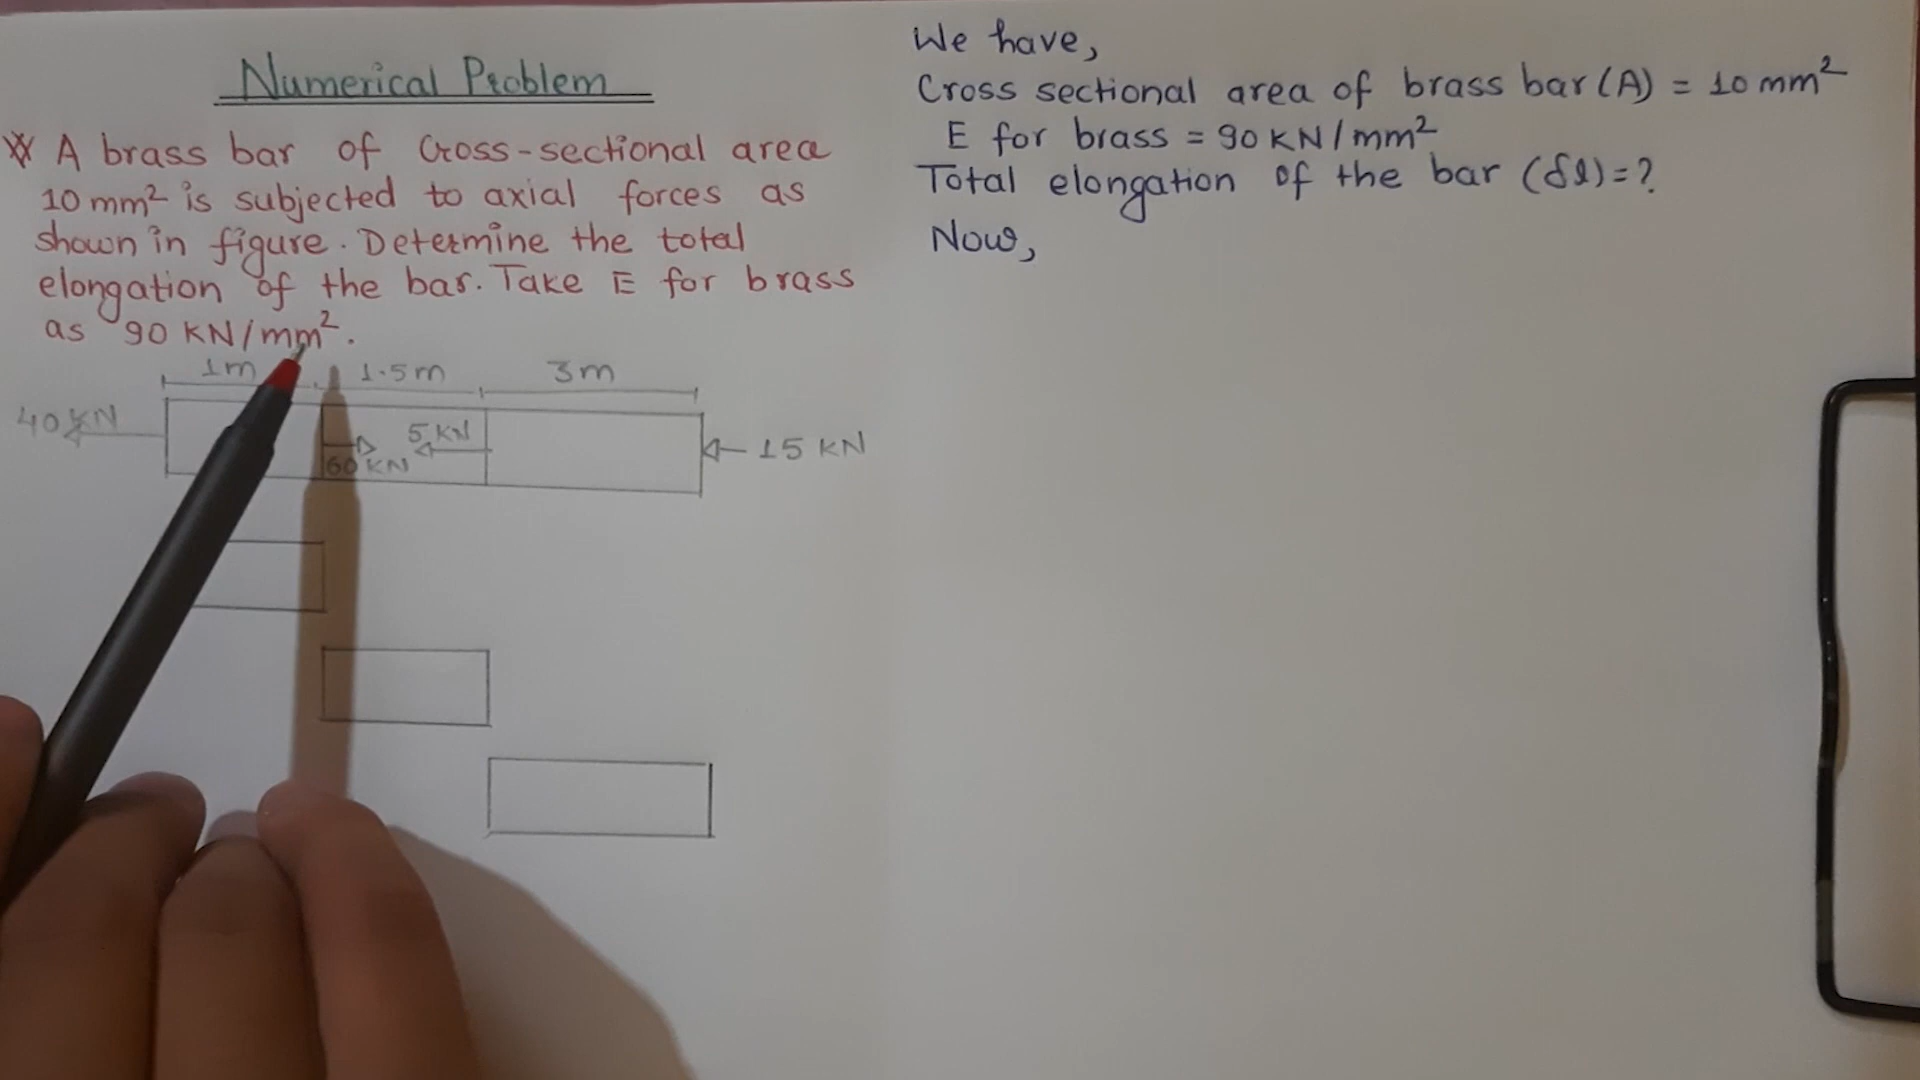 Numerical Problem
A brass bar of Cross-sectional area
10 mm² is subjected to axial forces as
shown in figure. Determine the total
elongation of the bar. Take E for brass
as 90 KN/mm².
1m 1.5m 3m
40 KN 60 KN 5 KN 15 KN
We have,
Cross sectional area of brass bar (A) = 10 mm²
E for brass = 90 KN/mm²
Total elongation of the bar (δl)=?
Now,